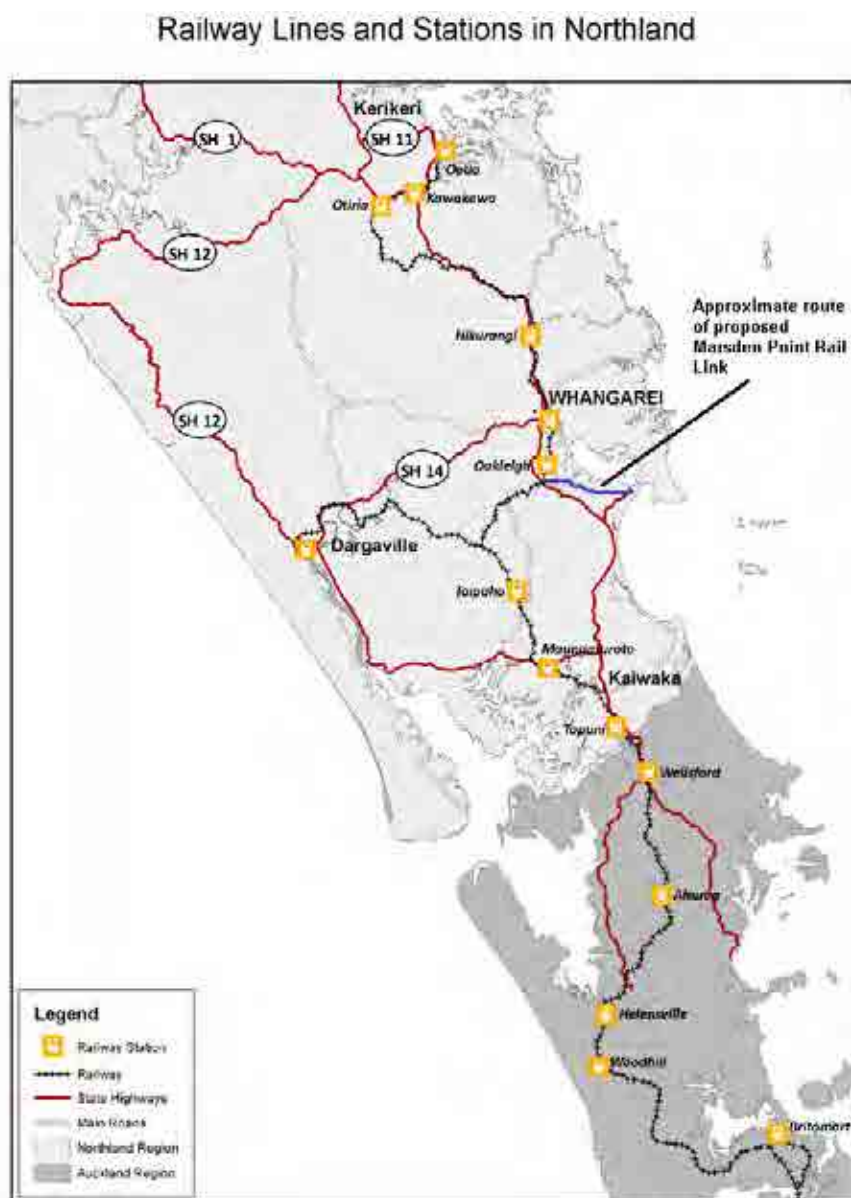 Railway Lines and Stations in Northland
Kerikeri
SH 1
SH 11
Opua
Kawakawa
Otiria
SH 12
Approximate route
of proposed
Marsden Point Rail
Link
Hikurangi
WHANGAREI
SH 12
Oakleigh
SH 14
Dargaville
Maungaturoto
Kaiwaka
Topuni
Wellsford
Ahuroa
Helensville
Woodhill
Britomart
Legend
Railway Station
Railway
State Highways
Main Roads
Northland Region
Auckland Region